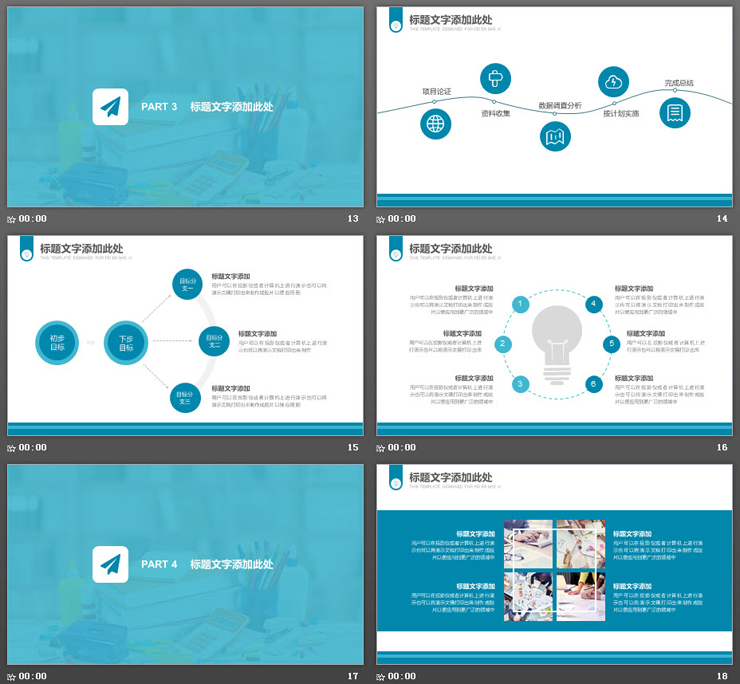 PART 3 标题文字添加此处
00:00 13
标题文字添加此处
项目论证
资料收集
数据调查分析
按计划实施
完成总结
00:00 14
标题文字添加此处
初步
目标
下步
目标
目标分
支一
标题文字添加
用户可以在投影仪或者计算机上进行演示也可以将
演示文稿打印出来制作成胶片以便应用到
目标分
支二
标题文字添加
用户可以在投影仪或者计算机上进行演
示也可以将演示文稿打印出来制作
目标分
支三
标题文字添加
用户可以在投影仪或者计算机上进行演示也可以将
演示文稿打印出来制作成胶片以便应用到
00:00 15
标题文字添加此处
标题文字添加
用户可以在投影仪或者计算机上进行演
示也可以将演示文稿打印出来制作成胶
片以便应用到更广泛的领域中
1
标题文字添加
用户可以在投影仪或者计算机上进
行演示也可以将演示文稿打印出来
2
标题文字添加
用户可以在投影仪或者计算机上进行演
示也可以将演示文稿打印出来制作成胶
片以便应用到更广泛的领域中
3
4
标题文字添加
用户可以在投影仪或者计算机上进行演
示也可以将演示文稿打印出来制作成胶
片以便应用到更广泛的领域中
5
标题文字添加
用户可以在投影仪或者计算机上进
行演示也可以将演示文稿打印出来
6
标题文字添加
用户可以在投影仪或者计算机上进行演
示也可以将演示文稿打印出来制作成胶
片以便应用到更广泛的领域中
00:00 16
PART 4 标题文字添加此处
00:00 17
标题文字添加此处
标题文字添加
用户可以在投影仪或者计算机上进行演
示也可以将演示文稿打印出来制作成胶
片以便应用到更广泛的领域中
标题文字添加
用户可以在投影仪或者计算机上进行演
示也可以将演示文稿打印出来制作成胶
片以便应用到更广泛的领域中
标题文字添加
用户可以在投影仪或者计算机上进行演
示也可以将演示文稿打印出来制作成胶
片以便应用到更广泛的领域中
标题文字添加
用户可以在投影仪或者计算机上进行演
示也可以将演示文稿打印出来制作成胶
片以便应用到更广泛的领域中
00:00 18